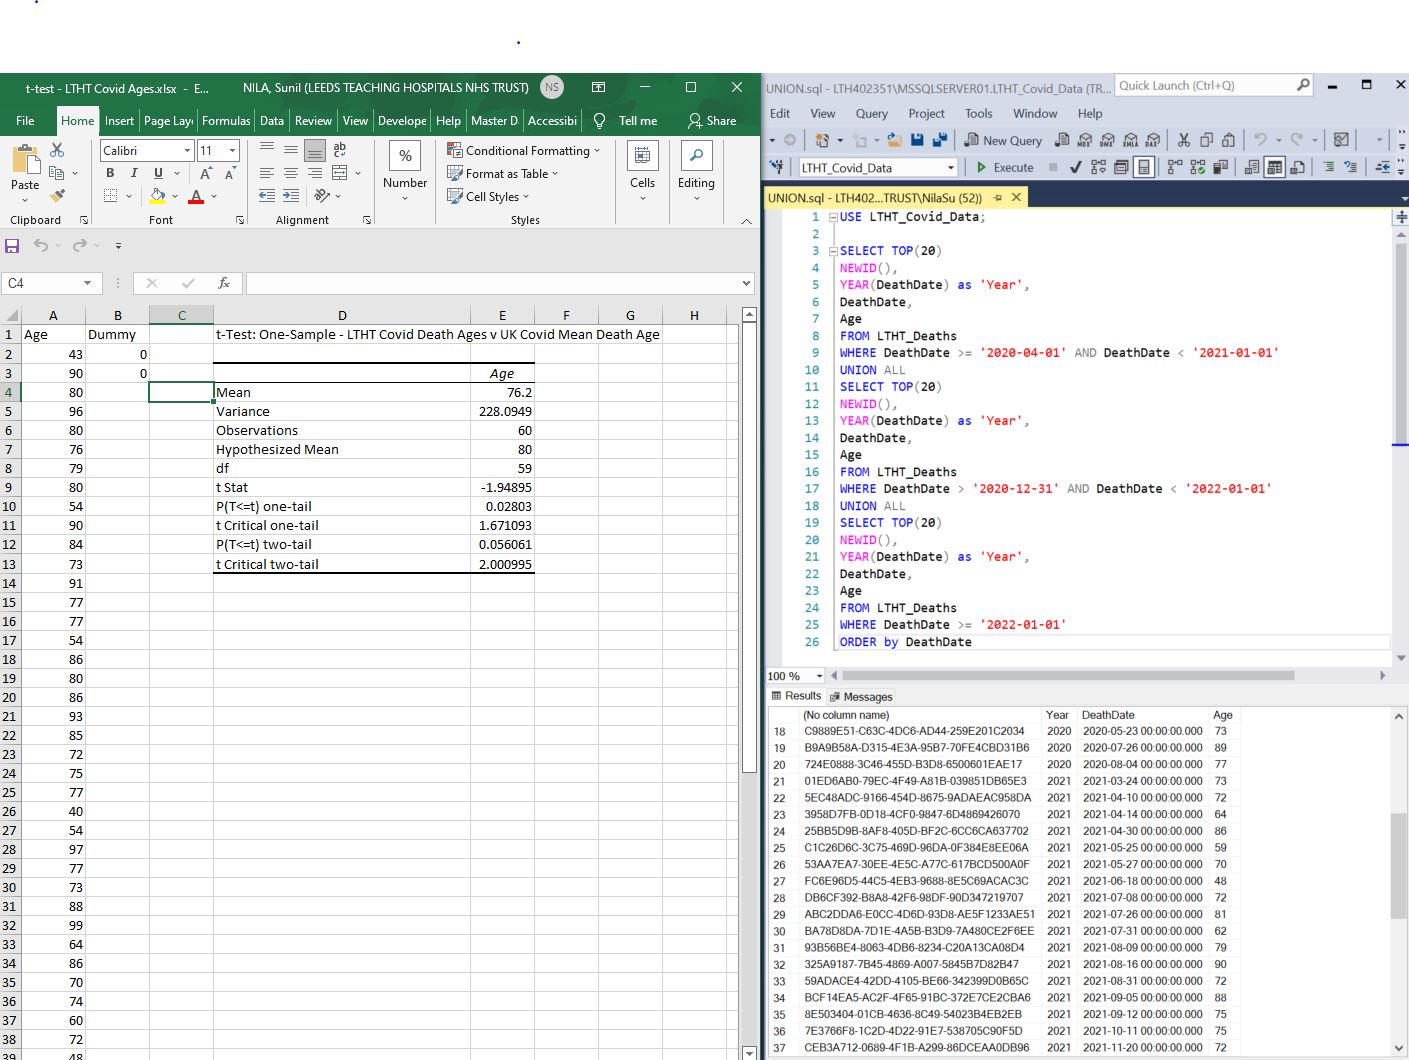 t-test - LTHT Covid Ages.xlsx - E... NILA, Sunil (LEEDS TEACHING HOSPITALS NHS TRUST) NS
File Home Insert Page Lay Formulas Data Review View Develope Help Master D Accessibi Tell me Share
Calibri 11
Paste
B I U
A A
ab
%
Number
Conditional Formatting
Format as Table
Cell Styles
Cells
Editing
Clipboard Font Alignment Styles
C4 fx
A B C D E F G H
1 Age Dummy t-Test: One-Sample - LTHT Covid Death Ages v UK Covid Mean Death Age
2 43 0
3 90 0 Age
4 80 Mean 76.2
5 96 Variance 228.0949
6 80 Observations 60
7 76 Hypothesized Mean 80
8 79 df 59
9 80 t Stat -1.94895
10 54 P(T<=t) one-tail 0.02803
11 90 t Critical one-tail 1.671093
12 84 P(T<=t) two-tail 0.056061
13 73 t Critical two-tail 2.000995
14 91
15 77
16 77
17 54
18 86
19 80
20 86
21 93
22 85
23 72
24 75
25 77
26 40
27 54
28 97
29 77
30 73
31 88
32 99
33 64
34 86
35 70
36 74
37 60
38 72
39 48
UNION.sql - LTH402351\MSSQLSERVER01.LTHT_Covid_Data (TR... Quick Launch (Ctrl+Q)
Edit View Query Project Tools Window Help
New Query MDX DMX XMLA DAX
LTHT_Covid_Data Execute
UNION.sql - LTH402...TRUST\NilaSu (52))
1 USE LTHT_Covid_Data;
2
3 SELECT TOP(20)
4 NEWID(),
5 YEAR(DeathDate) as 'Year',
6 DeathDate,
7 Age
8 FROM LTHT_Deaths
9 WHERE DeathDate >= '2020-04-01' AND DeathDate < '2021-01-01'
10 UNION ALL
11 SELECT TOP(20)
12 NEWID(),
13 YEAR(DeathDate) as 'Year',
14 DeathDate,
15 Age
16 FROM LTHT_Deaths
17 WHERE DeathDate > '2020-12-31' AND DeathDate < '2022-01-01'
18 UNION ALL
19 SELECT TOP(20)
20 NEWID(),
21 YEAR(DeathDate) as 'Year',
22 DeathDate,
23 Age
24 FROM LTHT_Deaths
25 WHERE DeathDate >= '2022-01-01'
26 ORDER by DeathDate
100 %
Results Messages
(No column name) Year DeathDate Age
18 C9889E51-C63C-4DC6-AD44-259E201C2034 2020 2020-05-23 00:00:00.000 73
19 B9A9B58A-D315-4E3A-95B7-70FE4CBD31B6 2020 2020-07-26 00:00:00.000 89
20 724E0888-3C46-455D-B3D8-6500601EAE17 2020 2020-08-04 00:00:00.000 77
21 01ED6AB0-79EC-4F49-A81B-039851DB65E3 2021 2021-03-24 00:00:00.000 73
22 5EC48ADC-9166-454D-8675-9ADAEAC958DA 2021 2021-04-10 00:00:00.000 72
23 3958D7FB-0D18-4CF0-9847-6D4869426070 2021 2021-04-14 00:00:00.000 64
24 25BB5D9B-8AF8-405D-BF2C-6CC6CA637702 2021 2021-04-30 00:00:00.000 86
25 C1C26D6C-3C75-469D-96DA-0F384E8EE06A 2021 2021-05-25 00:00:00.000 59
26 53AA7EA7-30EE-4E5C-A77C-617BCD500A0F 2021 2021-05-27 00:00:00.000 70
27 FC6E96D5-44C5-4EB3-9688-8E5C69ACAC3C 2021 2021-06-18 00:00:00.000 48
28 DB6CF392-B8A8-42F6-98DF-90D347219707 2021 2021-07-08 00:00:00.000 72
29 ABC2DDA6-E0CC-4D6D-93D8-AE5F1233AE51 2021 2021-07-26 00:00:00.000 81
30 BA78D8DA-7D1E-4A5B-B3D9-7A480CE2F6EE 2021 2021-07-31 00:00:00.000 62
31 93B56BE4-8063-4DB6-8234-C20A13CA08D4 2021 2021-08-09 00:00:00.000 79
32 325A9187-7B45-4869-A007-5845B7D82B47 2021 2021-08-16 00:00:00.000 90
33 59ADACE4-42DD-4105-BE66-342399D0B65C 2021 2021-08-31 00:00:00.000 72
34 BCF14EA5-AC2F-4F65-91BC-372E7CE2CBA6 2021 2021-09-05 00:00:00.000 88
35 8E503404-01CB-4636-8C49-54023B4EB2EB 2021 2021-09-12 00:00:00.000 75
36 7E3766F8-1C2D-4D22-91E7-538705C90F5D 2021 2021-10-11 00:00:00.000 75
37 CEB3A712-0689-4F1B-A299-86DCEAA0DB96 2021 2021-11-20 00:00:00.000 72